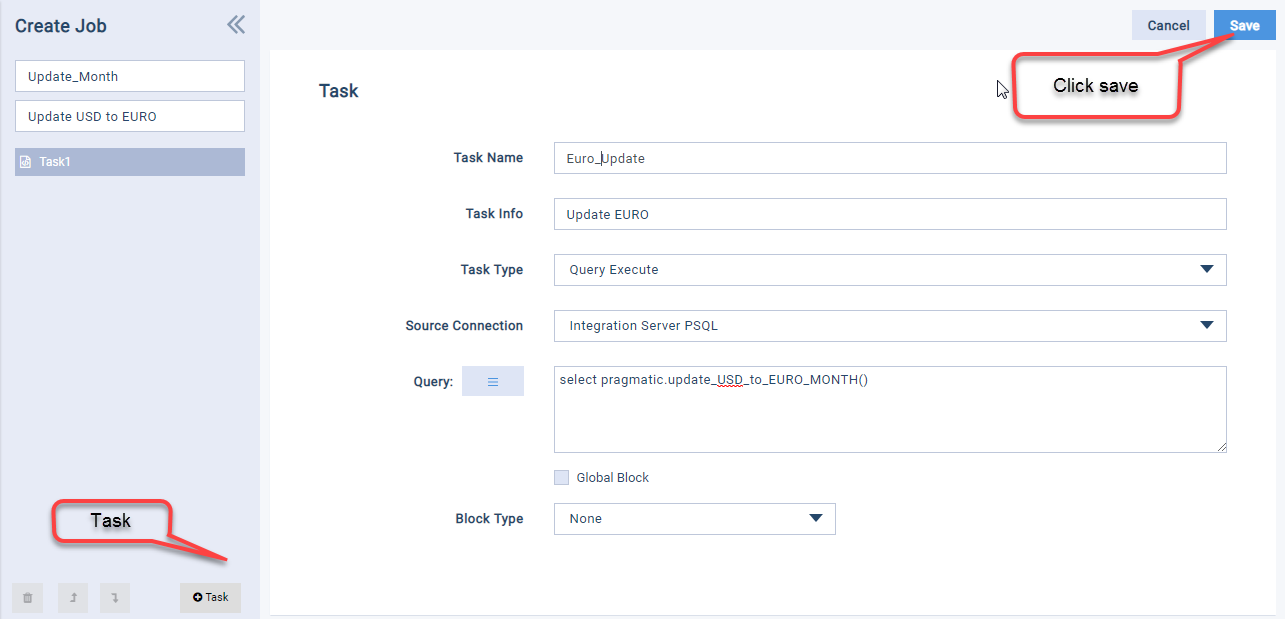 Create Job
Update_Month
Update USD to EURO
Task1
Cancel
Save
Click save
Task
Task Name
Euro_Update
Task Info
Update EURO
Task Type
Query Execute
Source Connection
Integration Server PSQL
Query:
select pragmatic.update_USD_to_EURO_MONTH()
Global Block
Block Type
None
Task
Task